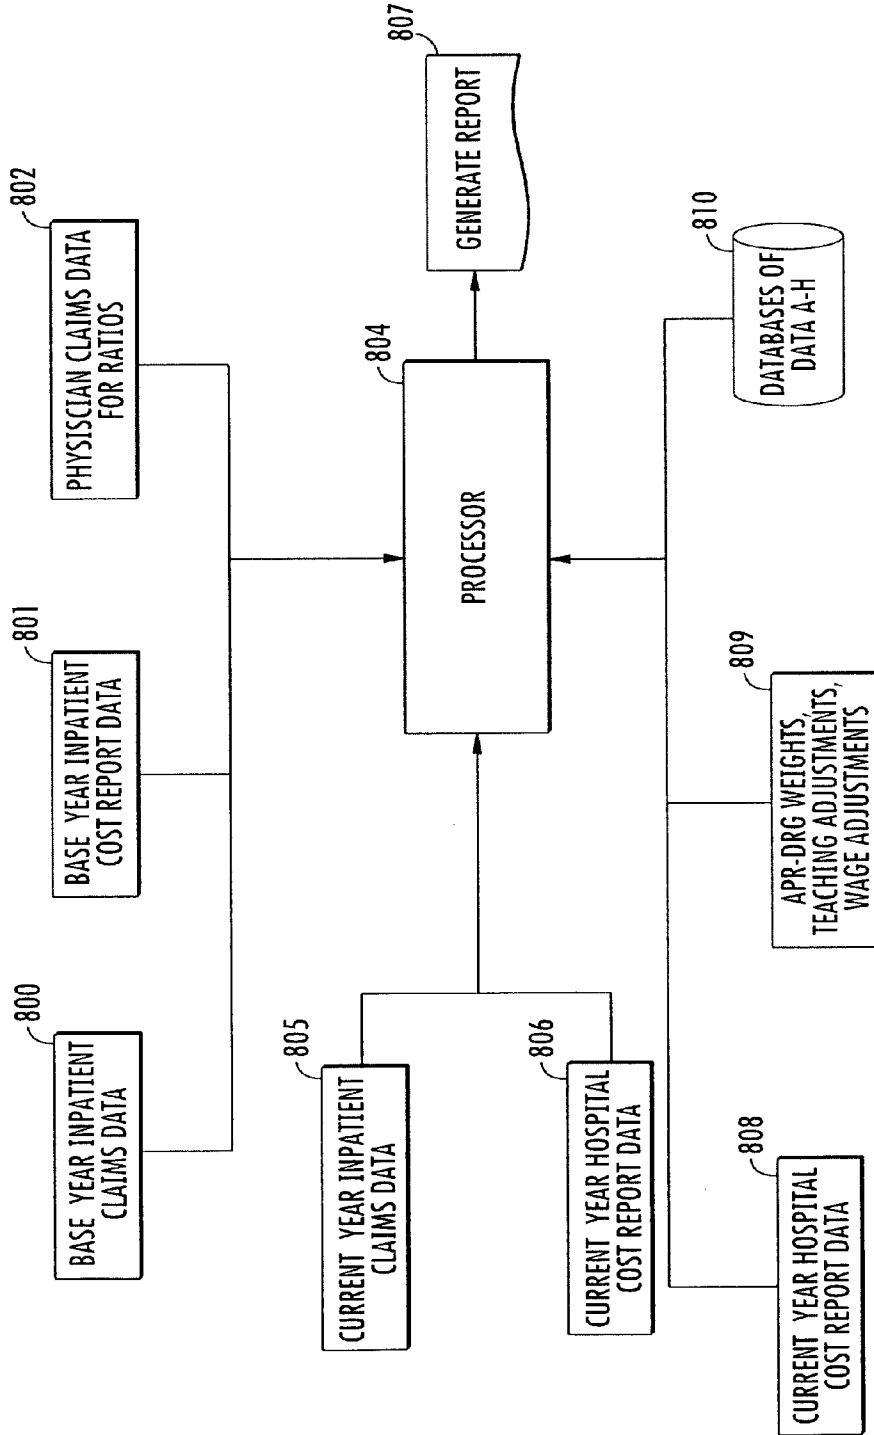 800
BASE YEAR INPATIENT
CLAIMS DATA
801
BASE YEAR INPATIENT
COST REPORT DATA
802
PHYSISCIAN CLAIMS DATA
FOR RATIOS
805
CURRENT YEAR INPATIENT
CLAIMS DATA
806
CURRENT YEAR HOSPITAL
COST REPORT DATA
804
PROCESSOR
807
GENERATE REPORT
808
CURRENT YEAR HOSPITAL
COST REPORT DATA
809
APR-DRG WEIGHTS,
TEACHING ADJUSTMENTS,
WAGE ADJUSTMENTS
810
DATABASES OF
DATA A-H